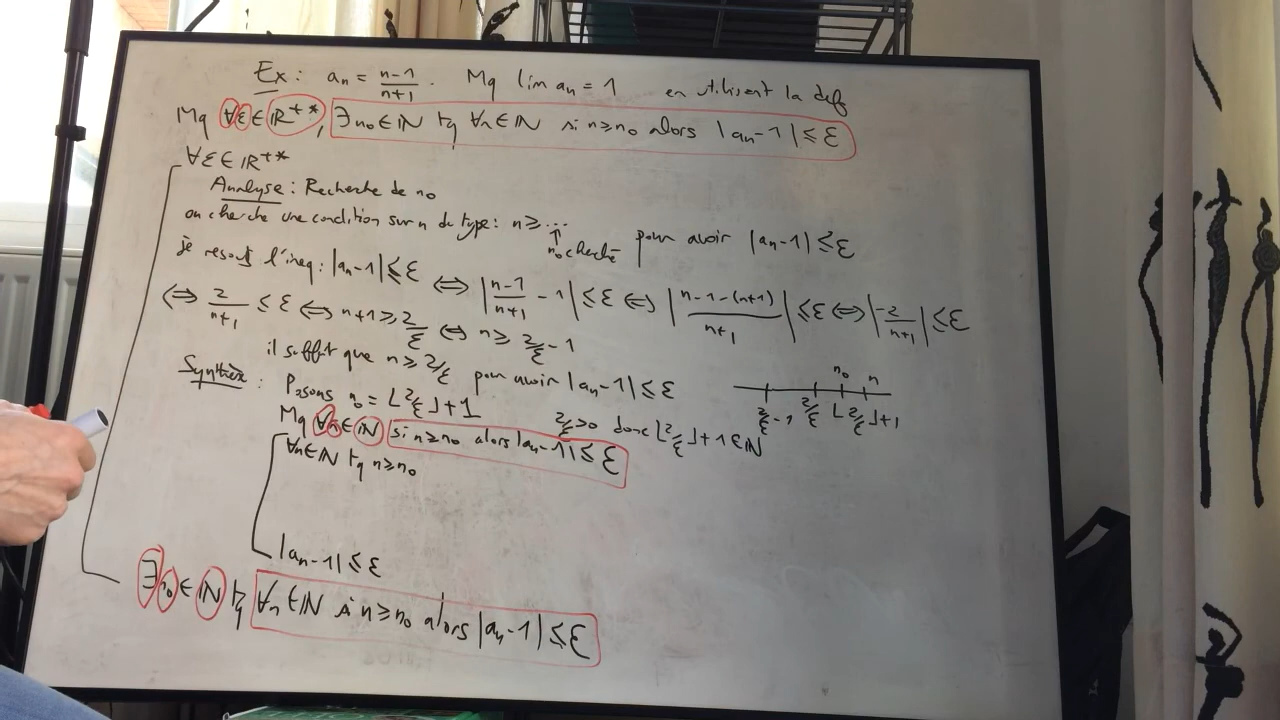 Ex : aₙ = (n-1)/(n+1) . Mq lim aₙ = 1 en utilisant la def
Mq ∀ε∈ℝ⁺*, ∃n₀∈ℕ tq ∀n∈ℕ si n≥n₀ alors |aₙ-1|≤ε
∀ε∈ℝ⁺*
Analyse : Recherche de n₀
on cherche une condition sur n du type : n≥... pour avoir |aₙ-1|≤ε
↑
n₀ cherché
je resous l'ineq : |aₙ-1|≤ε ⇔ |(n-1)/(n+1) - 1|≤ε ⇔ |(n-1-(n+1))/(n+1)|≤ε ⇔ |-2/(n+1)|≤ε
⇔ 2/(n+1) ≤ ε ⇔ n+1≥2/ε ⇔ n≥2/ε-1
il suffit que n≥2/ε pour avoir |aₙ-1|≤ε
n₀ n
2/ε-1 2/ε ⌊2/ε⌋+1
Synthèse : Posons n₀ = ⌊2/ε⌋+1 2/ε>0 donc ⌊2/ε⌋+1∈ℕ
Mq ∀n∈ℕ si n≥n₀ alors |aₙ-1|≤ε
∀n∈ℕ tq n≥n₀
|aₙ-1|≤ε
∃n₀∈ℕ tq ∀n∈ℕ si n≥n₀ alors |aₙ-1|≤ε